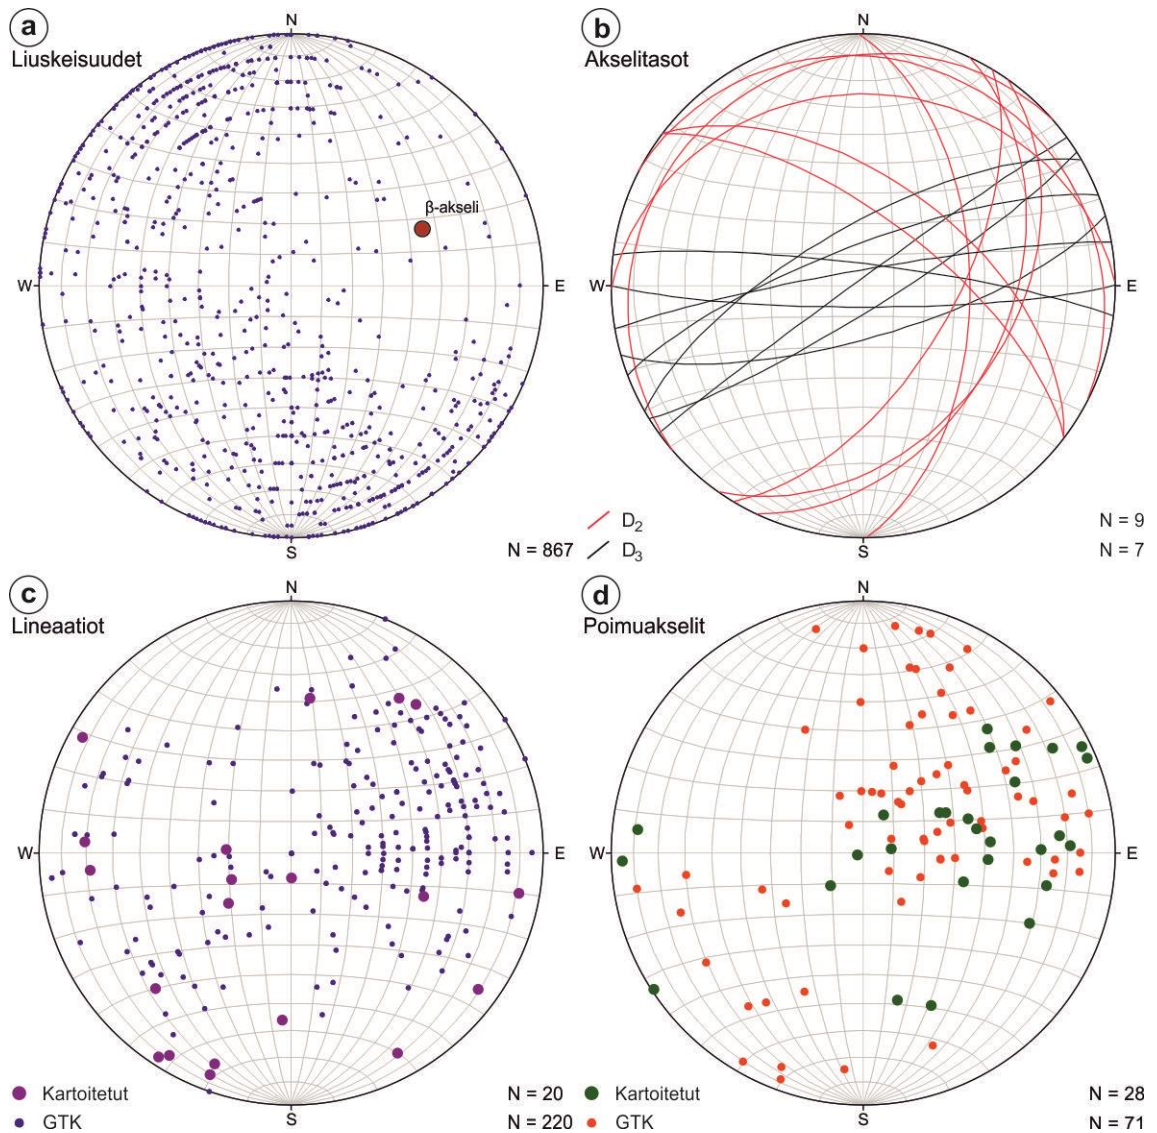 a
Liuskeisuudet
N
β-akseli
W
E
S
N = 867
b
Akselitasot
N
W
E
S
D₂
N = 9
D₃
N = 7
c
Lineaatiot
N
W
E
S
Kartoitetut
N = 20
GTK
N = 220
d
Poimuakselit
N
W
E
S
Kartoitetut
N = 28
GTK
N = 71